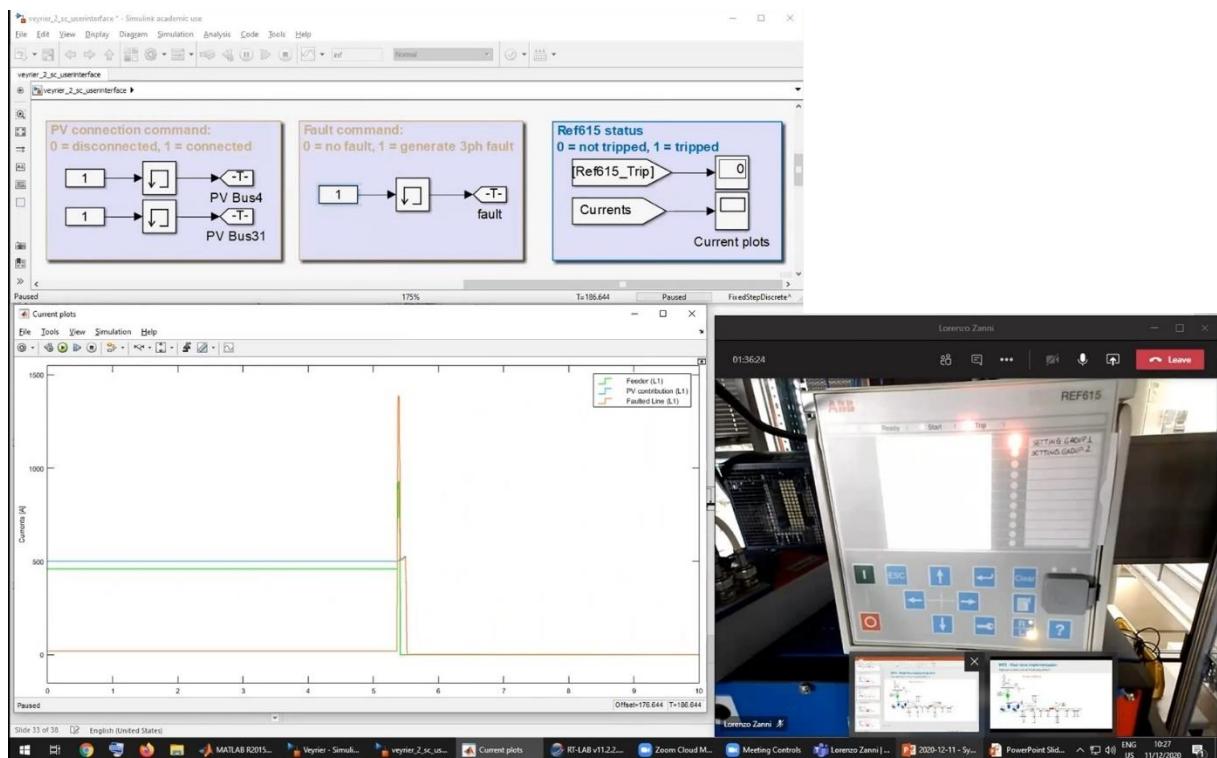 veyrier_2_sc_userinterface * - Simulink academic use
File Edit View Display Diagram Simulation Analysis Code Tools Help
inf
Normal
veyrier_2_sc_userinterface
veyrier_2_sc_userinterface
PV connection command:
0 = disconnected, 1 = connected
1
-T-
PV Bus4
1
-T-
PV Bus31
Fault command:
0 = no fault, 1 = generate 3ph fault
1
-T-
fault
Ref615 status
0 = not tripped, 1 = tripped
[Ref615_Trip]
0
Currents
Current plots
Paused
175%
T=186.644
Paused
FixedStepDiscrete
Current plots
File Tools View Simulation Help
Feeder (L1)
PV contribution (L1)
Faulted Line (L1)
1500
1000
500
0
Currents [A]
0 1 2 3 4 5 6 7 8 9 10
Paused
Offset=176.644 T=186.644
English (United States)
Lorenzo Zanni
01:36:24
Leave
ABB
REF615
Ready Start Trip
SETTING GROUP 1
SETTING GROUP 2
ESC
Clear
?
Lorenzo Zanni
MATLAB R2015...
Veyrier - Simuli...
veyrier_2_sc_us...
Current plots
RT-LAB v11.2.2....
Zoom Cloud M...
Meeting Controls
Lorenzo Zanni | ...
2020-12-11 - Sy...
PowerPoint Slid...
ENG
US
10:27
11/12/2020